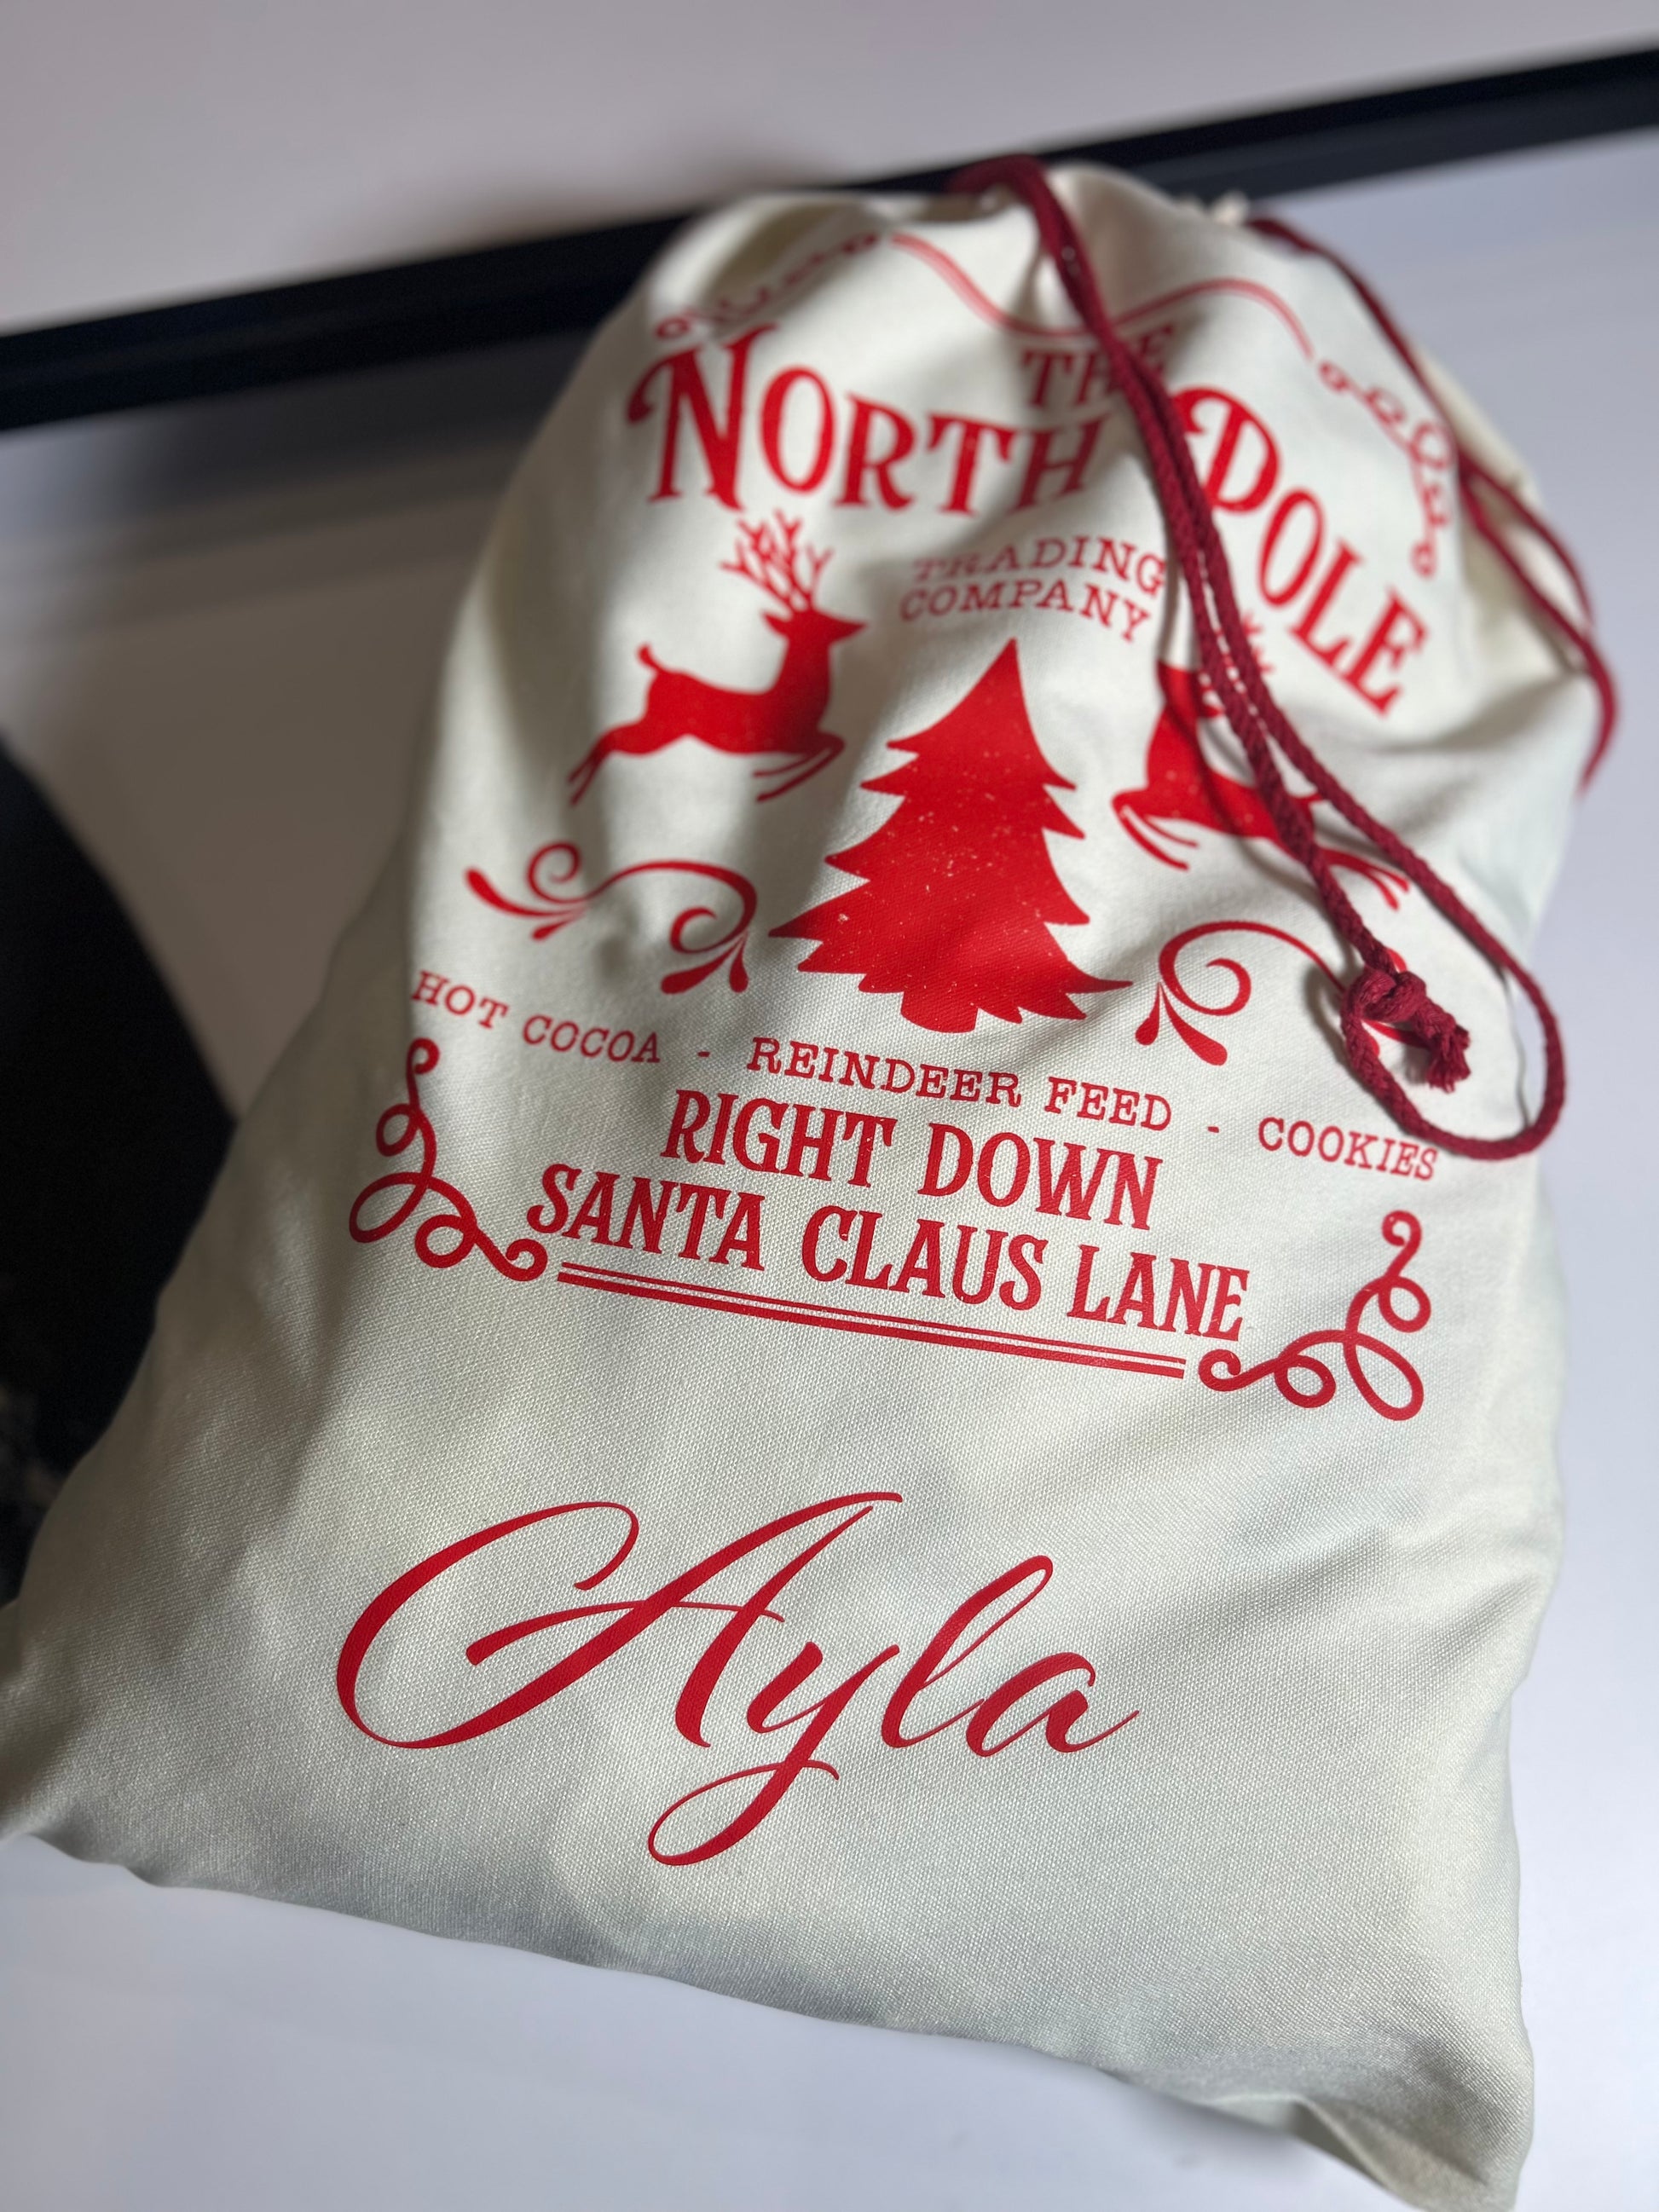 THE
NORTH POLE
TRADING
COMPANY
HOT COCOA - REINDEER FEED - COOKIES
RIGHT DOWN
SANTA CLAUS LANE
Ayla